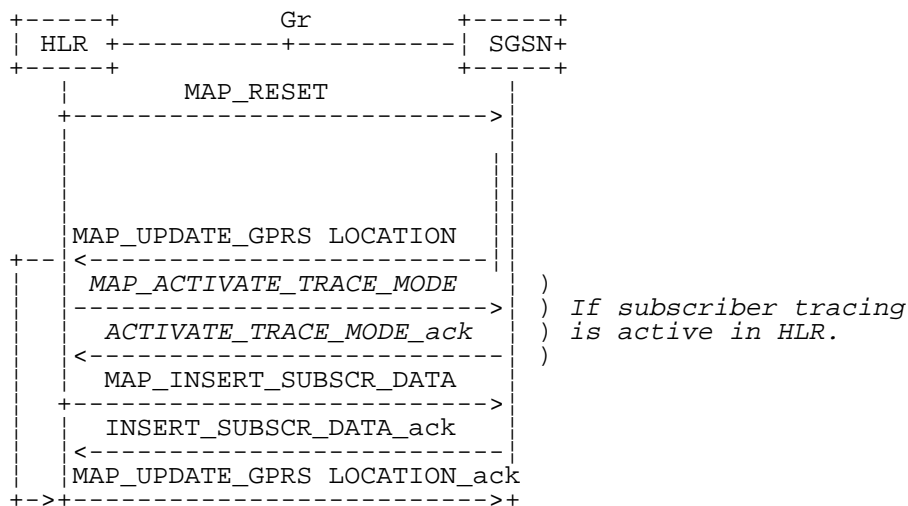 Gr
HLR SGSN
MAP_RESET
MAP_UPDATE_GPRS LOCATION
MAP_ACTIVATE_TRACE_MODE )
) If subscriber tracing
ACTIVATE_TRACE_MODE_ack ) is active in HLR.
)
MAP_INSERT_SUBSCR_DATA
INSERT_SUBSCR_DATA_ack
MAP_UPDATE_GPRS LOCATION_ack